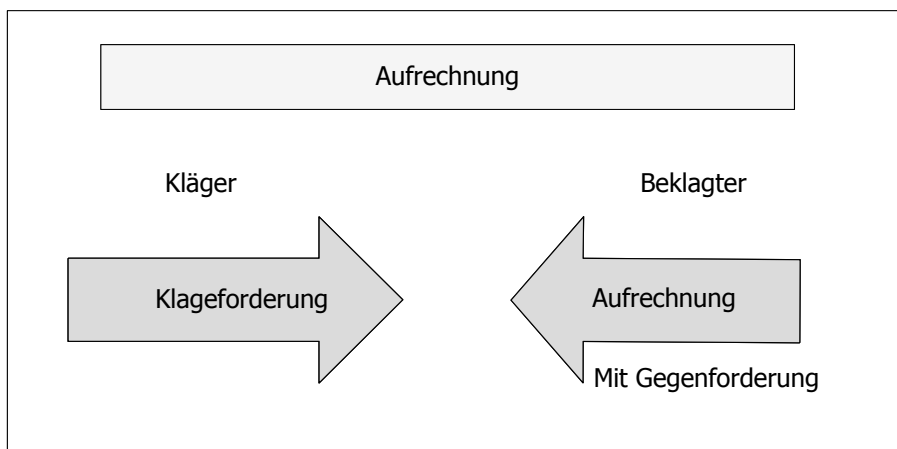 Aufrechnung
Kläger
Beklagter
Klageforderung
Aufrechnung
Mit Gegenforderung